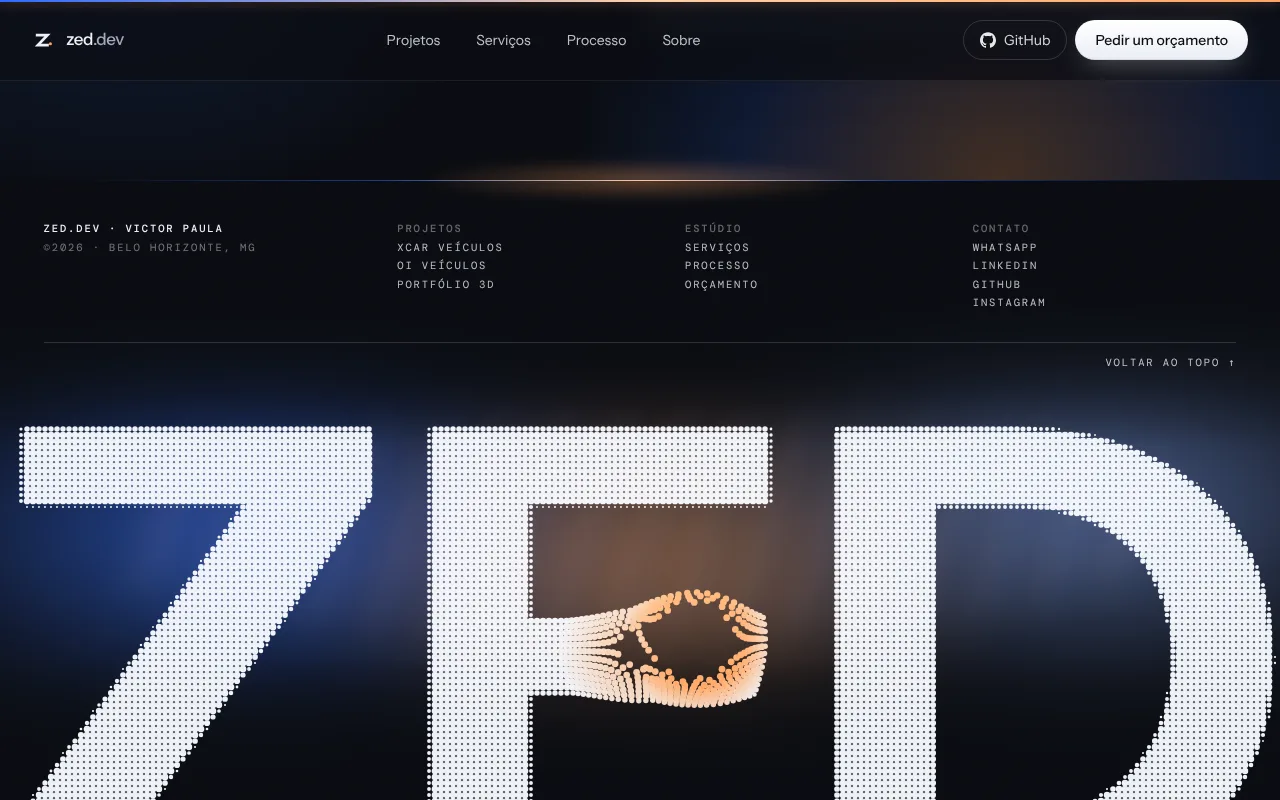 Z. zed.dev
Projetos
Serviços
Processo
Sobre
GitHub
Pedir um orçamento
ZED.DEV · VICTOR PAULA
©2026 · BELO HORIZONTE, MG
PROJETOS
XCAR VEÍCULOS
OI VEÍCULOS
PORTFÓLIO 3D
ESTÚDIO
SERVIÇOS
PROCESSO
ORÇAMENTO
CONTATO
WHATSAPP
LINKEDIN
GITHUB
INSTAGRAM
VOLTAR AO TOPO ↑
ZED